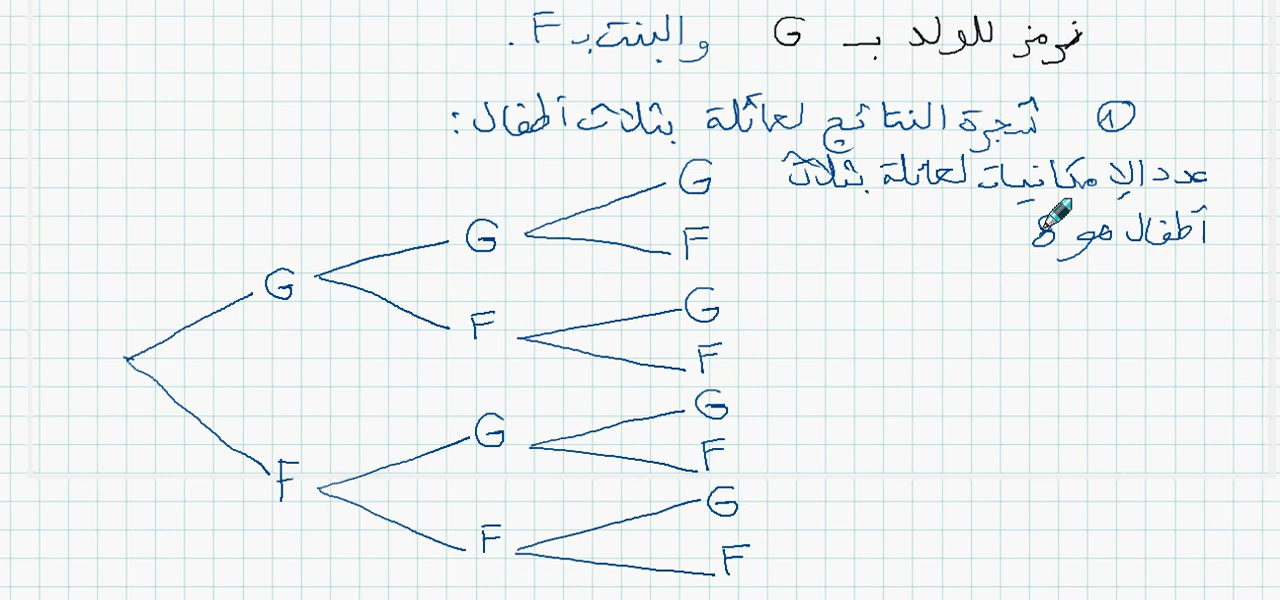 نرمز للولد بـ G والبنت بـ F .
① شجرة النتائج لعائلة بثلاث أطفال :
عدد الإمكانيات لعائلة بثلاث
أطفال هو 8
G
G
F
G
G
F
F
G
G
F
F
G
F
F